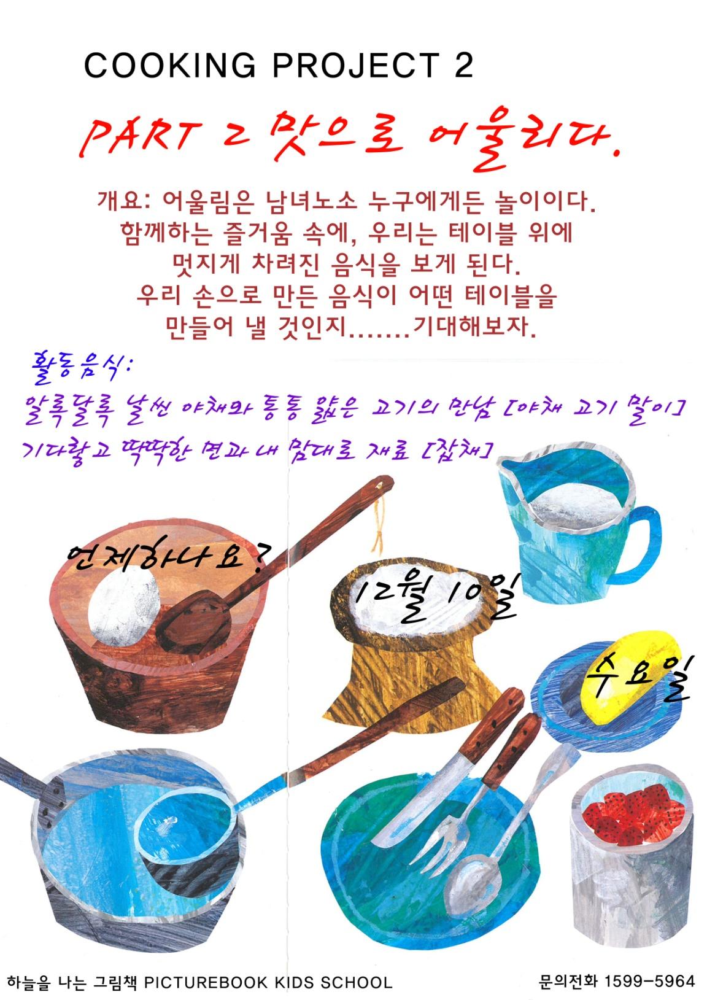 COOKING PROJECT 2
PART 2 맛으로 어울리다.
개요: 어울림은 남녀노소 누구에게든 놀이이다.
함께하는 즐거움 속에, 우리는 테이블 위에
멋지게 차려진 음식을 보게 된다.
우리 손으로 만든 음식이 어떤 테이블을
만들어 낼 것인지.......기대해보자.
활동음식:
알록달록 날씬 야채와 통통 얇은 고기의 만남 [야채 고기 말이]
기다랗고 딱딱한 면과 내 맘대로 재료 [잡채]
언제하나요?
12월 10일
수요일
하늘을 나는 그림책 PICTUREBOOK KIDS SCHOOL
문의전화 1599-5964